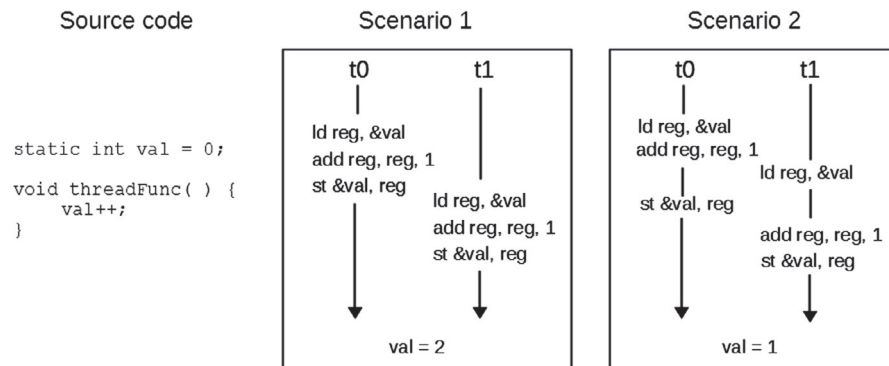 Source code
static int val = 0;
void threadFunc( ) {
    val++;
}
Scenario 1
t0 t1
ld reg, &val
add reg, reg, 1
st &val, reg
ld reg, &val
add reg, reg, 1
st &val, reg
val = 2
Scenario 2
t0 t1
ld reg, &val
add reg, reg, 1
ld reg, &val
st &val, reg
add reg, reg, 1
st &val, reg
val = 1